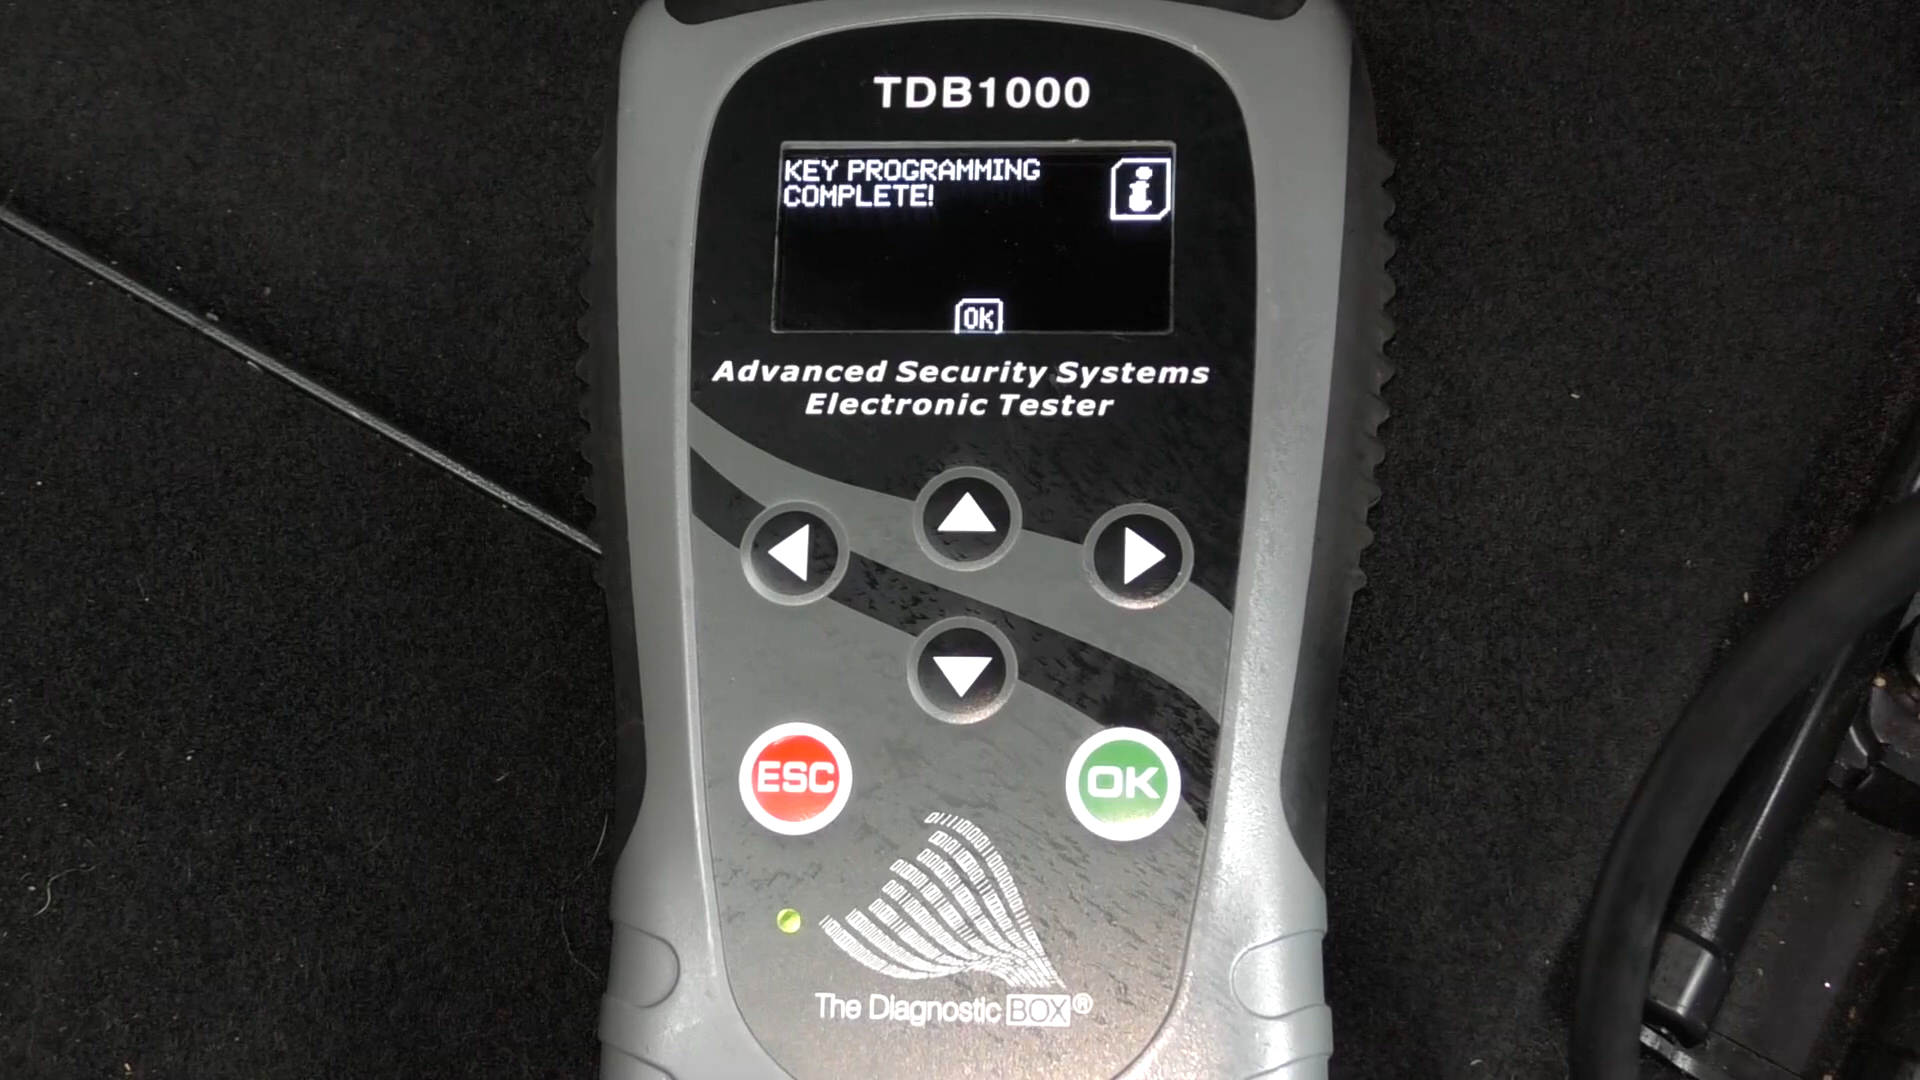 TDB1000
KEY PROGRAMMING
COMPLETE!
i
OK
Advanced Security Systems
Electronic Tester
ESC
OK
The Diagnostic BOX®